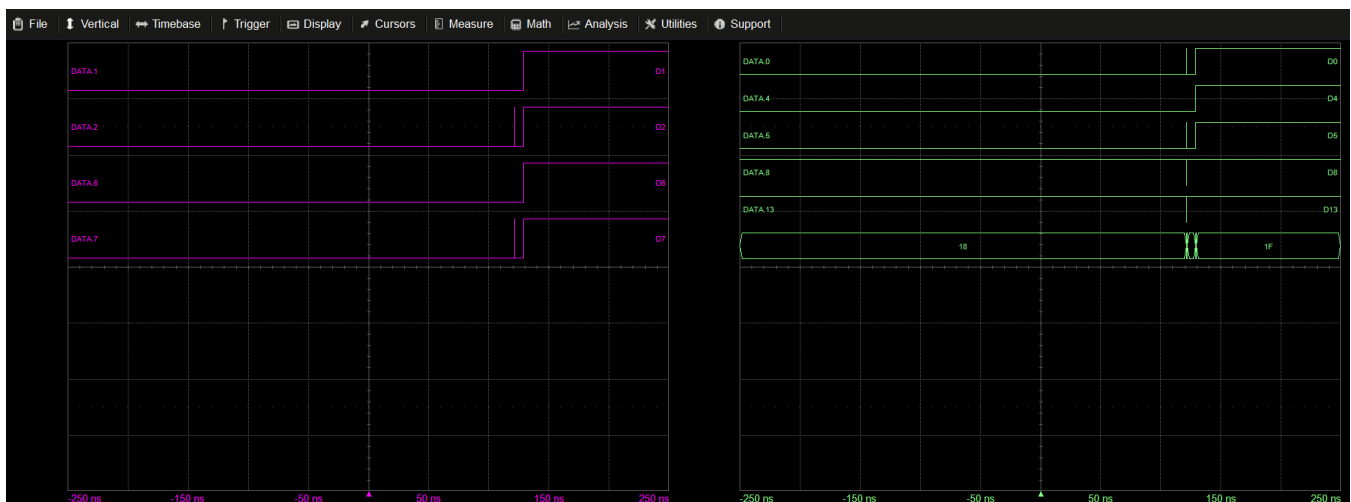 File Vertical Timebase Trigger Display Cursors Measure Math Analysis Utilities Support
DATA.1 D1
DATA.2 D2
DATA.6 D6
DATA.7 D7
-250 ns -150 ns -50 ns 50 ns 150 ns 250 ns
DATA.0 D0
DATA.4 D4
DATA.5 D5
DATA.8 D8
DATA.13 D13
18 1F
-250 ns -150 ns -50 ns 50 ns 150 ns 250 ns